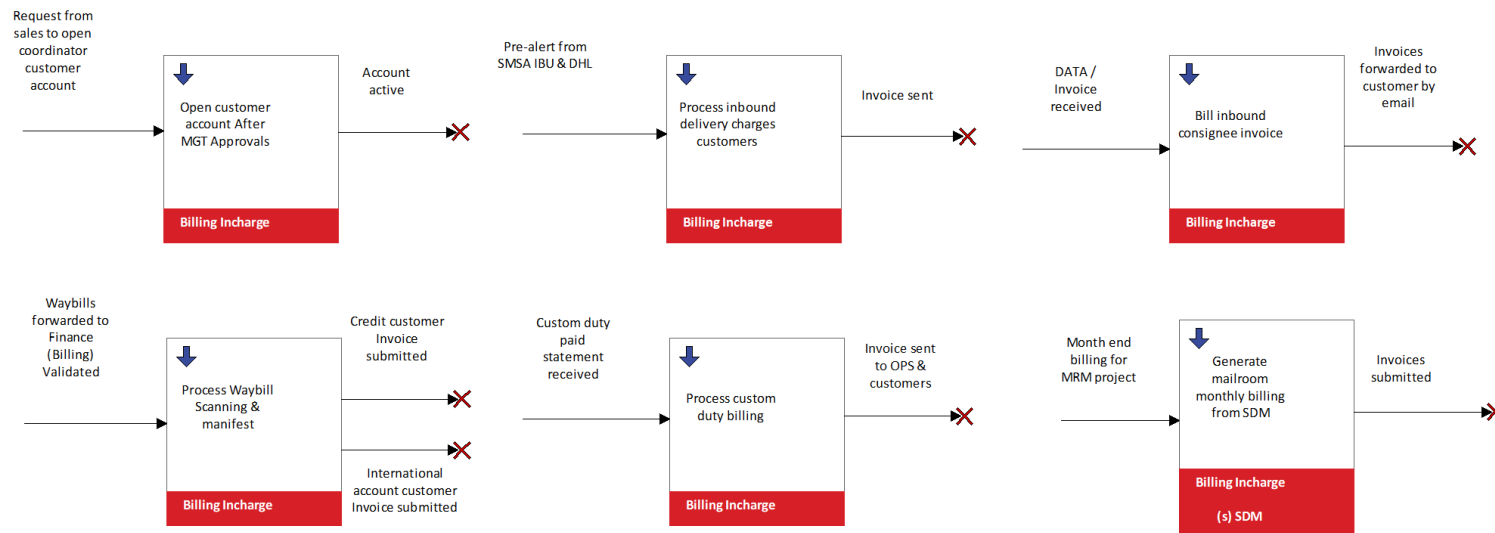 Request from
sales to open
coordinator
customer
account
Open customer
account After
MGT Approvals
Billing Incharge
Account
active
Pre-alert from
SMSA IBU & DHL
Process inbound
delivery charges
customers
Billing Incharge
Invoice sent
DATA /
Invoice
received
Bill inbound
consignee invoice
Billing Incharge
Invoices
forwarded to
customer by
email
Waybills
forwarded to
Finance
(Billing)
Validated
Process Waybill
Scanning &
manifest
Billing Incharge
Credit customer
Invoice
submitted
International
account customer
Invoice submitted
Custom duty
paid
statement
received
Process custom
duty billing
Billing Incharge
Invoice sent
to OPS &
customers
Month end
billing for
MRM project
Generate
mailroom
monthly billing
from SDM
Billing Incharge
(s) SDM
Invoices
submitted